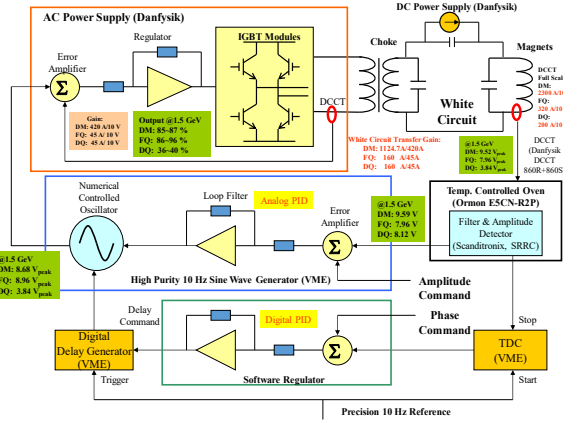 AC Power Supply (Danfysik)
DC Power Supply (Danfysik)
Regulator
IGBT Modules
Error
Amplifier
Choke
Magnets
Σ
DCCT
DCCT
Full Scal
DM:
2300 A/10
FQ:
320 A/10
DQ:
200 A/10
White
Circuit
Gain:
DM: 420 A/10 V
FQ: 45 A/10 V
DQ: 45 A/10 V
Output @1.5 GeV
DM: 85~87 %
FQ: 86~96 %
DQ: 36~40 %
White Circuit Transfer Gain:
DM: 1124.7A/420A
FQ: 160 A/45A
DQ: 160 A/45A
@1.5 GeV
DM: 9.52 Vpeak
FQ: 7.96 Vpeak
DQ: 3.84 Vpeak
DCCT
(Danfysik
DCCT
860R+860S
Temp. Controlled Oven
(Ormon E5CN-R2P)
Filter & Amplitude
Detector
(Scanditronix, SRRC)
Numerical
Controlled
Oscillator
Loop Filter
Analog PID
Error
Amplifier
Σ
@1.5 GeV
DM: 9.59 V
FQ: 7.96 V
DQ: 8.12 V
@1.5 GeV
DM: 8.68 Vpeak
FQ: 8.96 Vpeak
DQ: 3.84 Vpeak
High Purity 10 Hz Sine Wave Generator (VME)
Amplitude
Command
Delay
Command
Digital PID
Phase
Command
Stop
Digital
Delay Generator
(VME)
Σ
TDC
(VME)
Trigger
Software Regulator
Start
Precision 10 Hz Reference